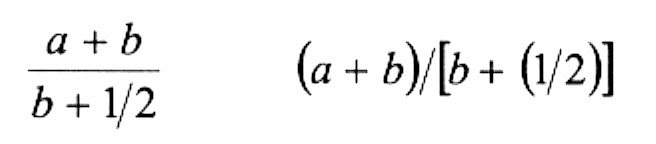 a + b
b + 1/2
(a + b)/[b + (1/2)]